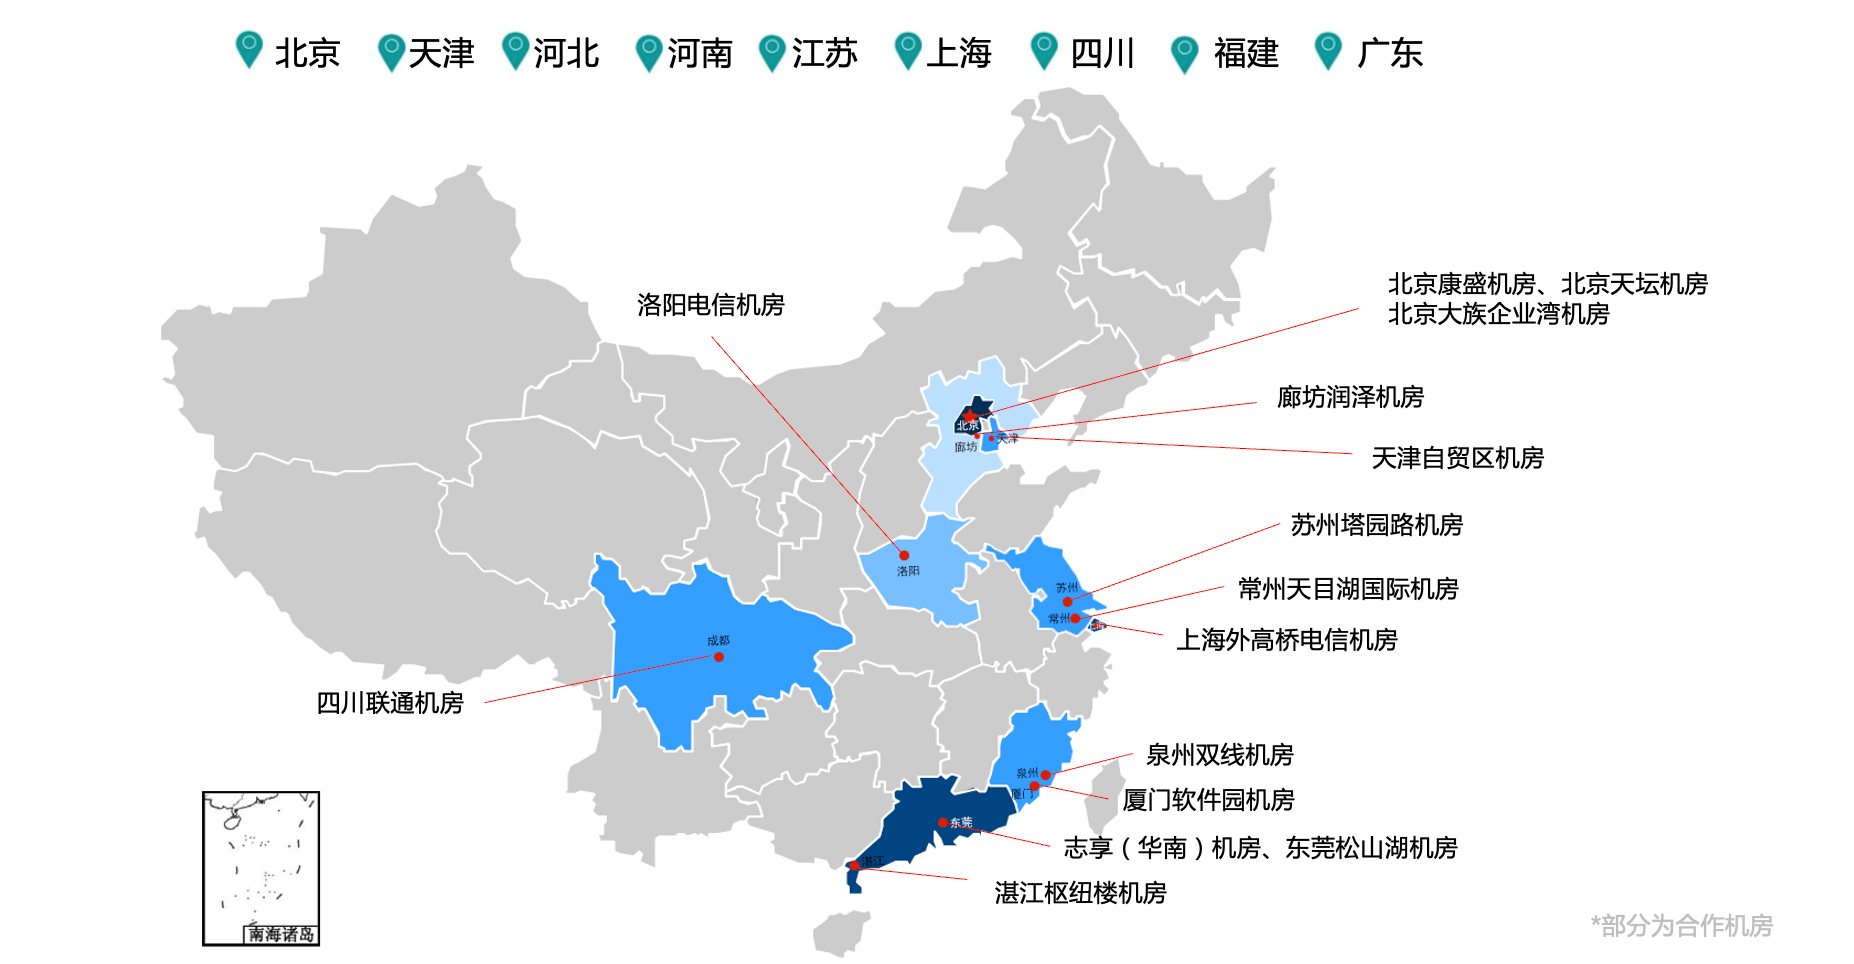 北京 天津 河北 河南 江苏 上海 四川 福建 广东
北京康盛机房、北京天坛机房
北京大族企业湾机房
洛阳电信机房
廊坊润泽机房
北京
天津
廊坊
天津自贸区机房
苏州塔园路机房
洛阳
苏州
常州天目湖国际机房
常州
上海外高桥电信机房
成都
四川联通机房
泉州双线机房
泉州
厦门
厦门软件园机房
东莞
志享（华南）机房、东莞松山湖机房
湛江
湛江枢纽楼机房
南海诸岛
*部分为合作机房